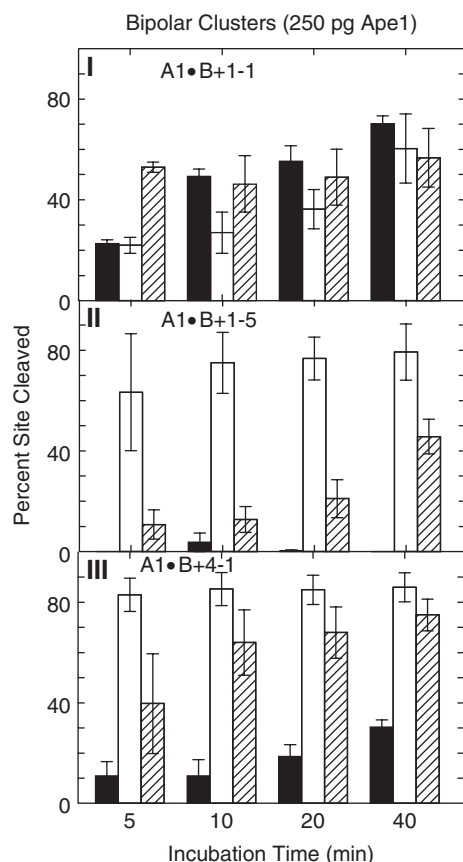 Bipolar Clusters (250 pg Ape1)
I
A1•B+1-1
80
40
0
II
A1•B+1-5
80
40
0
III
A1•B+4-1
80
40
0
Percent Site Cleaved
5 10 20 40
Incubation Time (min)